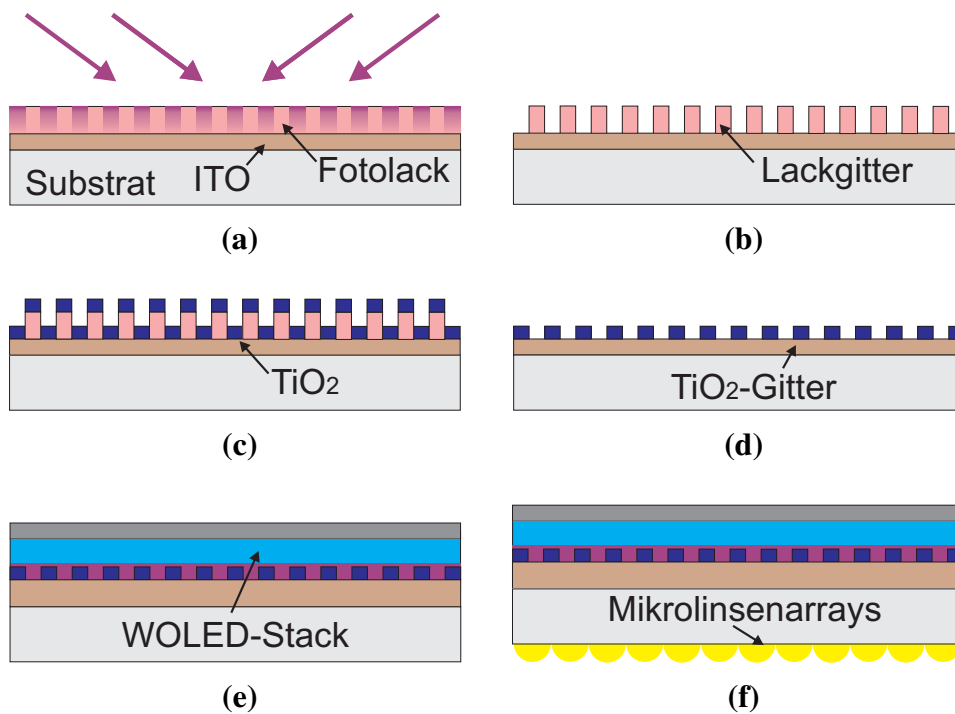 Substrat ITO Fotolack
(a)
Lackgitter
(b)
TiO2
(c)
TiO2-Gitter
(d)
WOLED-Stack
(e)
Mikrolinsenarrays
(f)